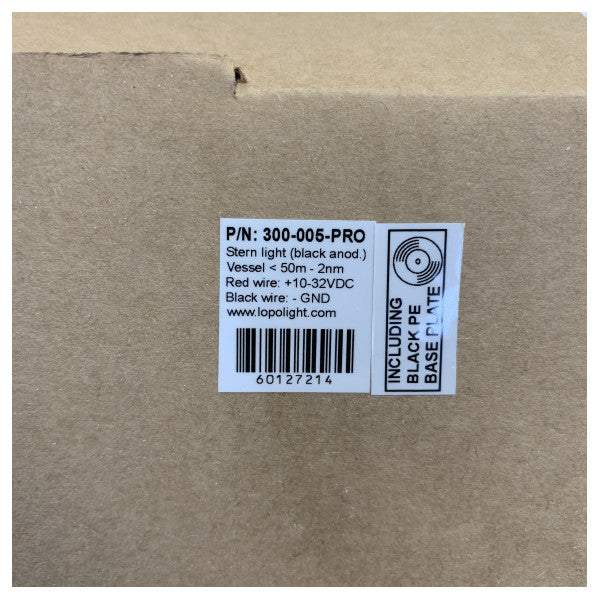 P/N: 300-005-PRO
Stern light (black anod.)
Vessel < 50m - 2nm
Red wire: +10-32VDC
Black wire: - GND
www.lopolight.com
60127214
INCLUDING
BLACK PE
BASE PLATE